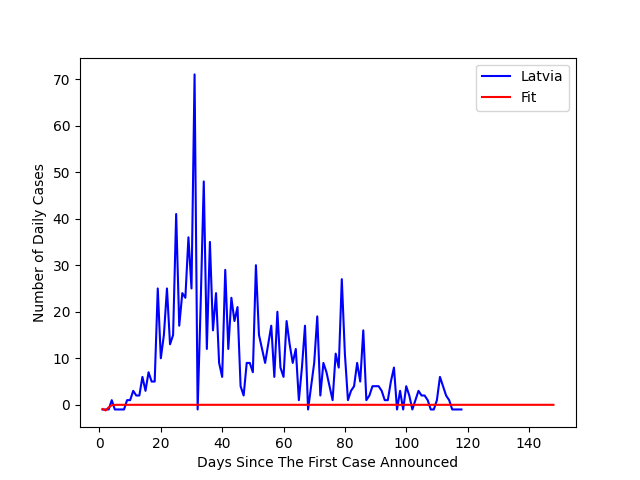 Latvia
Fit
Number of Daily Cases
70
60
50
40
30
20
10
0
0 20 40 60 80 100 120 140
Days Since The First Case Announced